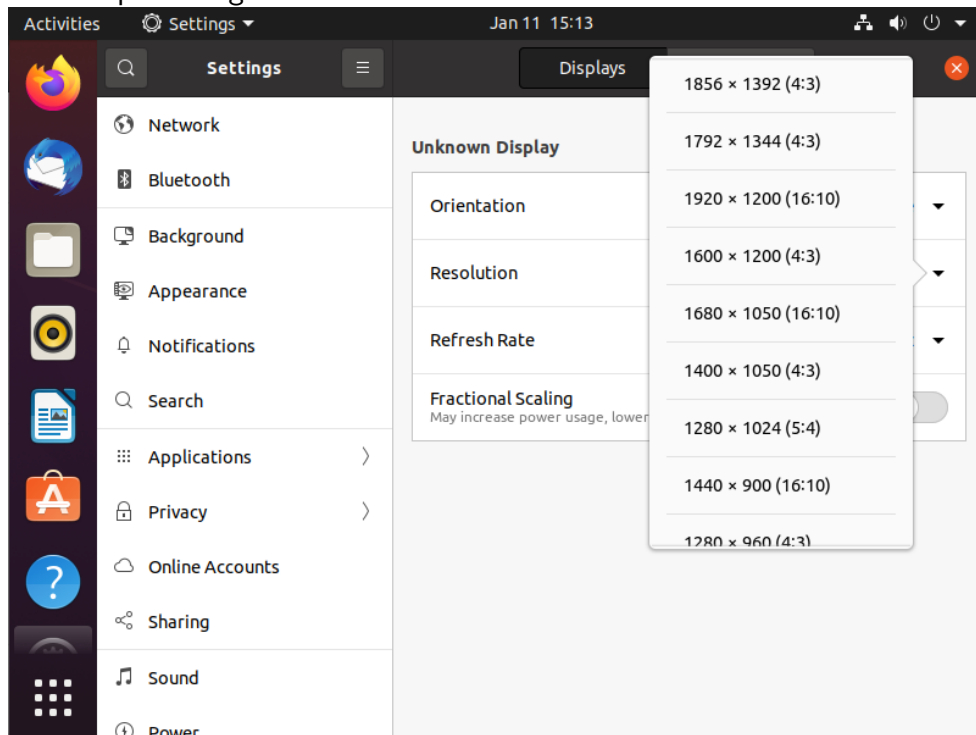 Activities
Settings
Jan 11 15:13
Settings
Displays
Network
Bluetooth
Background
Appearance
Notifications
Search
Applications
Privacy
Online Accounts
Sharing
Sound
Power
Unknown Display
Orientation
Resolution
Refresh Rate
Fractional Scaling
May increase power usage, lower
1856 × 1392 (4:3)
1792 × 1344 (4:3)
1920 × 1200 (16:10)
1600 × 1200 (4:3)
1680 × 1050 (16:10)
1400 × 1050 (4:3)
1280 × 1024 (5:4)
1440 × 900 (16:10)
1280 × 960 (4:3)